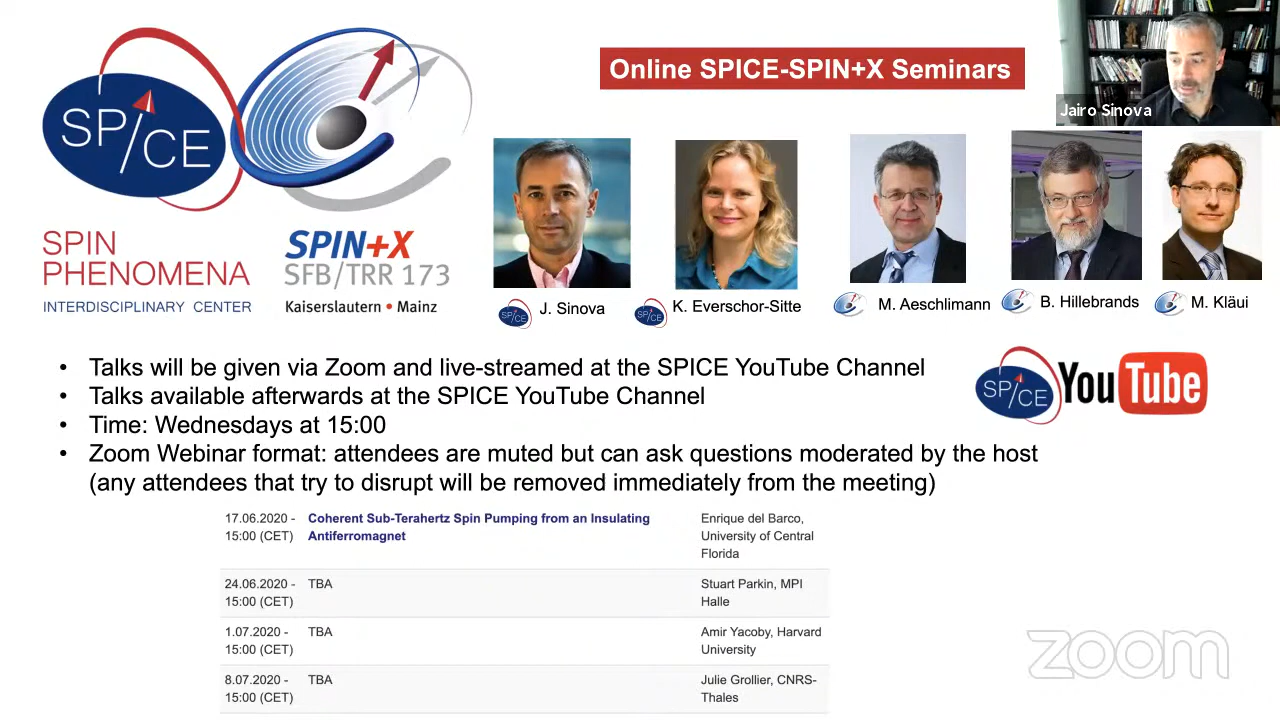 Online SPICE-SPIN+X Seminars
Jairo Sinova
SPICE
SPIN
PHENOMENA
INTERDISCIPLINARY CENTER
SPIN+X
SFB/TRR 173
Kaiserslautern • Mainz
SPICE
J. Sinova
SPICE
K. Everschor-Sitte
M. Aeschlimann
B. Hillebrands
M. Kläui
• Talks will be given via Zoom and live-streamed at the SPICE YouTube Channel
• Talks available afterwards at the SPICE YouTube Channel
• Time: Wednesdays at 15:00
• Zoom Webinar format: attendees are muted but can ask questions moderated by the host
(any attendees that try to disrupt will be removed immediately from the meeting)
SPICE
YouTube
17.06.2020 - Coherent Sub-Terahertz Spin Pumping from an Insulating Enrique del Barco,
15:00 (CET) Antiferromagnet University of Central
Florida
24.06.2020 - TBA Stuart Parkin, MPI
15:00 (CET) Halle
1.07.2020 - TBA Amir Yacoby, Harvard
15:00 (CET) University
8.07.2020 - TBA Julie Grollier, CNRS-
15:00 (CET) Thales
zoom